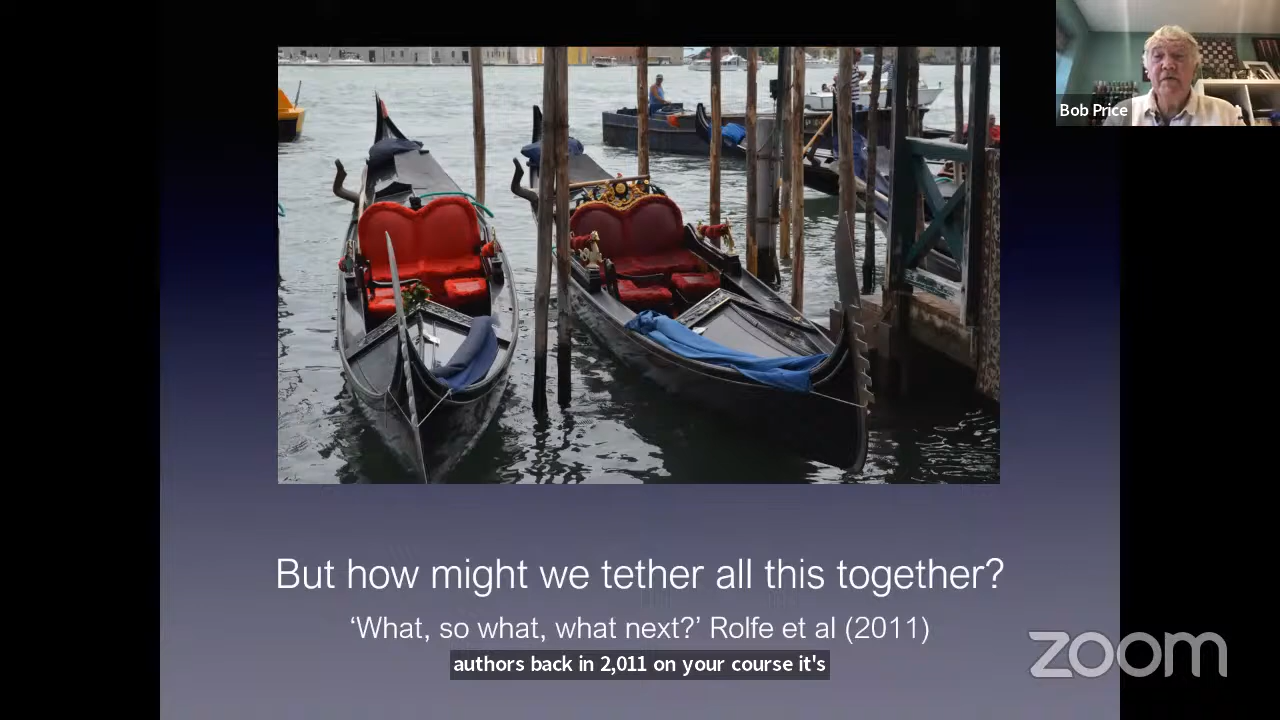 Bob Price
But how might we tether all this together?
‘What, so what, what next?’ Rolfe et al (2011)
authors back in 2,011 on your course it's
zoom